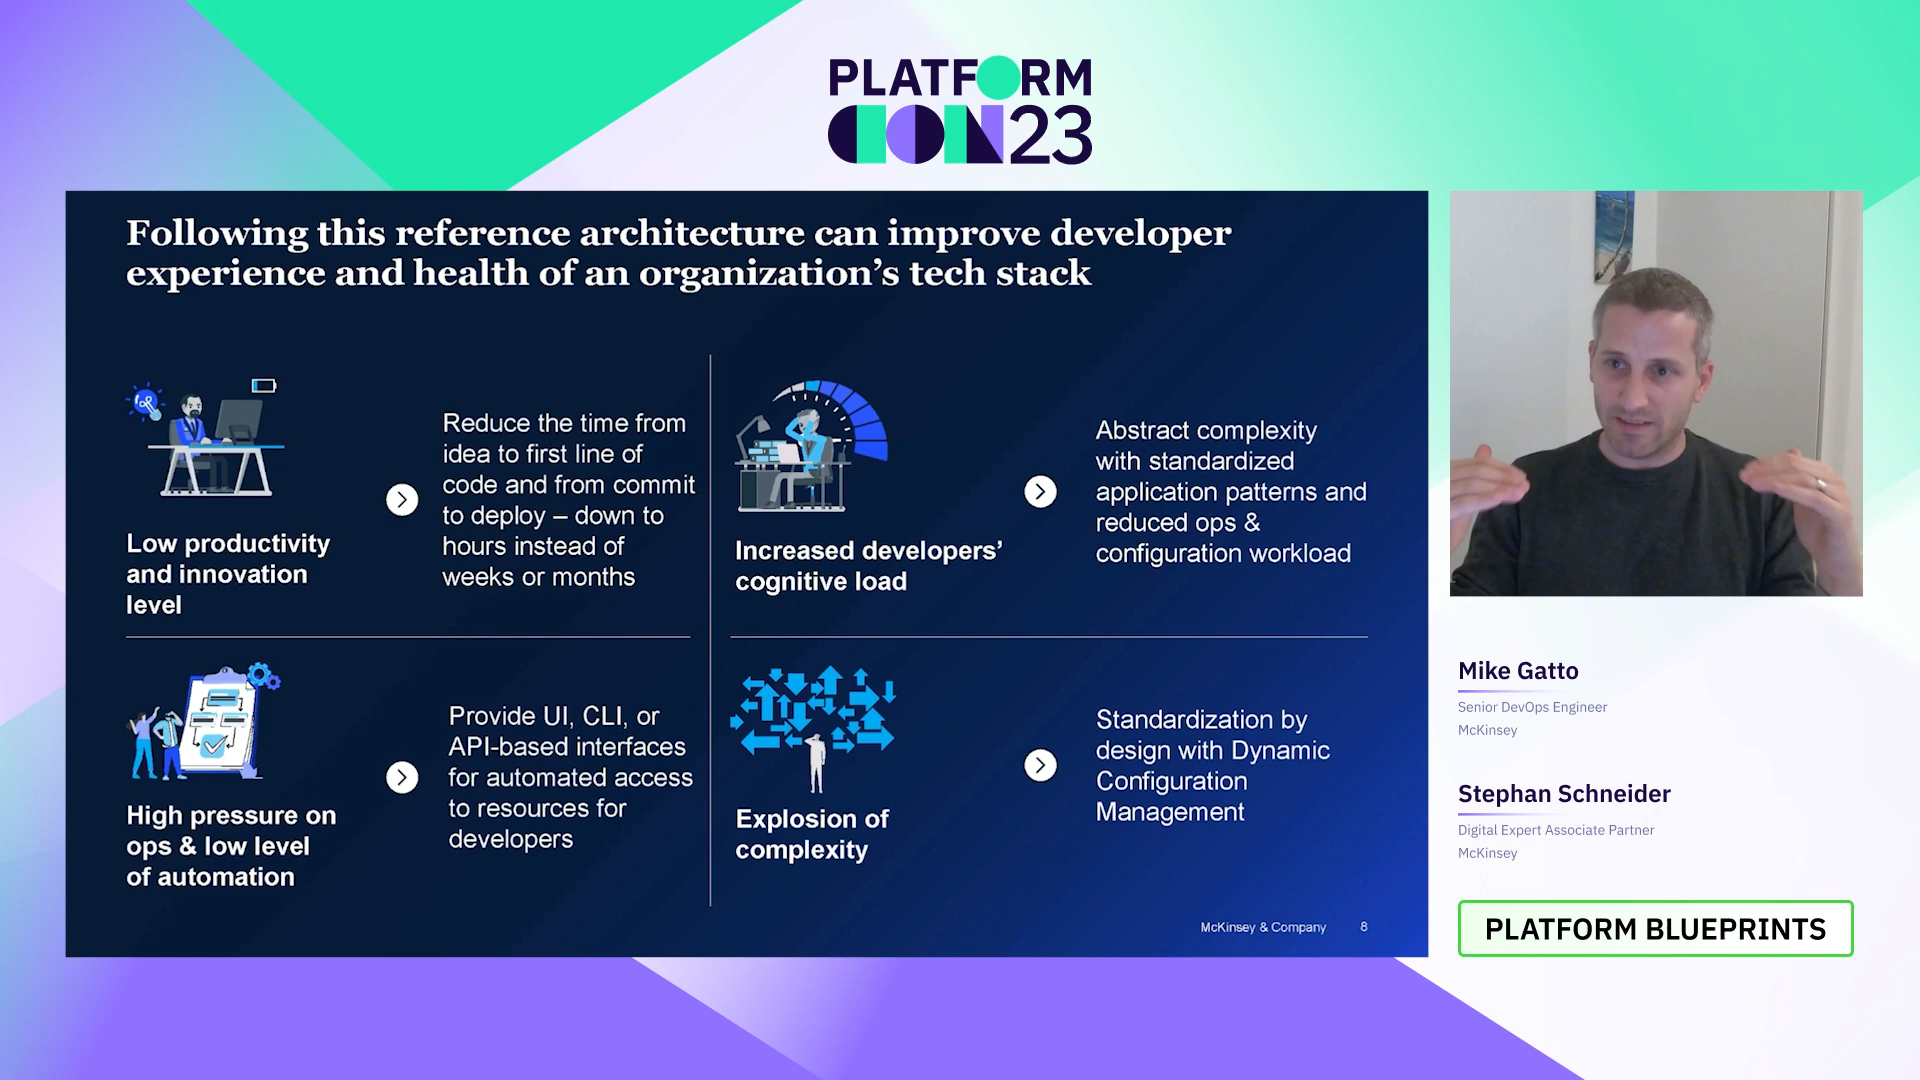 PLATFORM
CON23
Following this reference architecture can improve developer
experience and health of an organization’s tech stack
Low productivity
and innovation
level
Reduce the time from
idea to first line of
code and from commit
to deploy – down to
hours instead of
weeks or months
Increased developers’
cognitive load
Abstract complexity
with standardized
application patterns and
reduced ops &
configuration workload
High pressure on
ops & low level
of automation
Provide UI, CLI, or
API-based interfaces
for automated access
to resources for
developers
Explosion of
complexity
Standardization by
design with Dynamic
Configuration
Management
McKinsey & Company 8
Mike Gatto
Senior DevOps Engineer
McKinsey
Stephan Schneider
Digital Expert Associate Partner
McKinsey
PLATFORM BLUEPRINTS